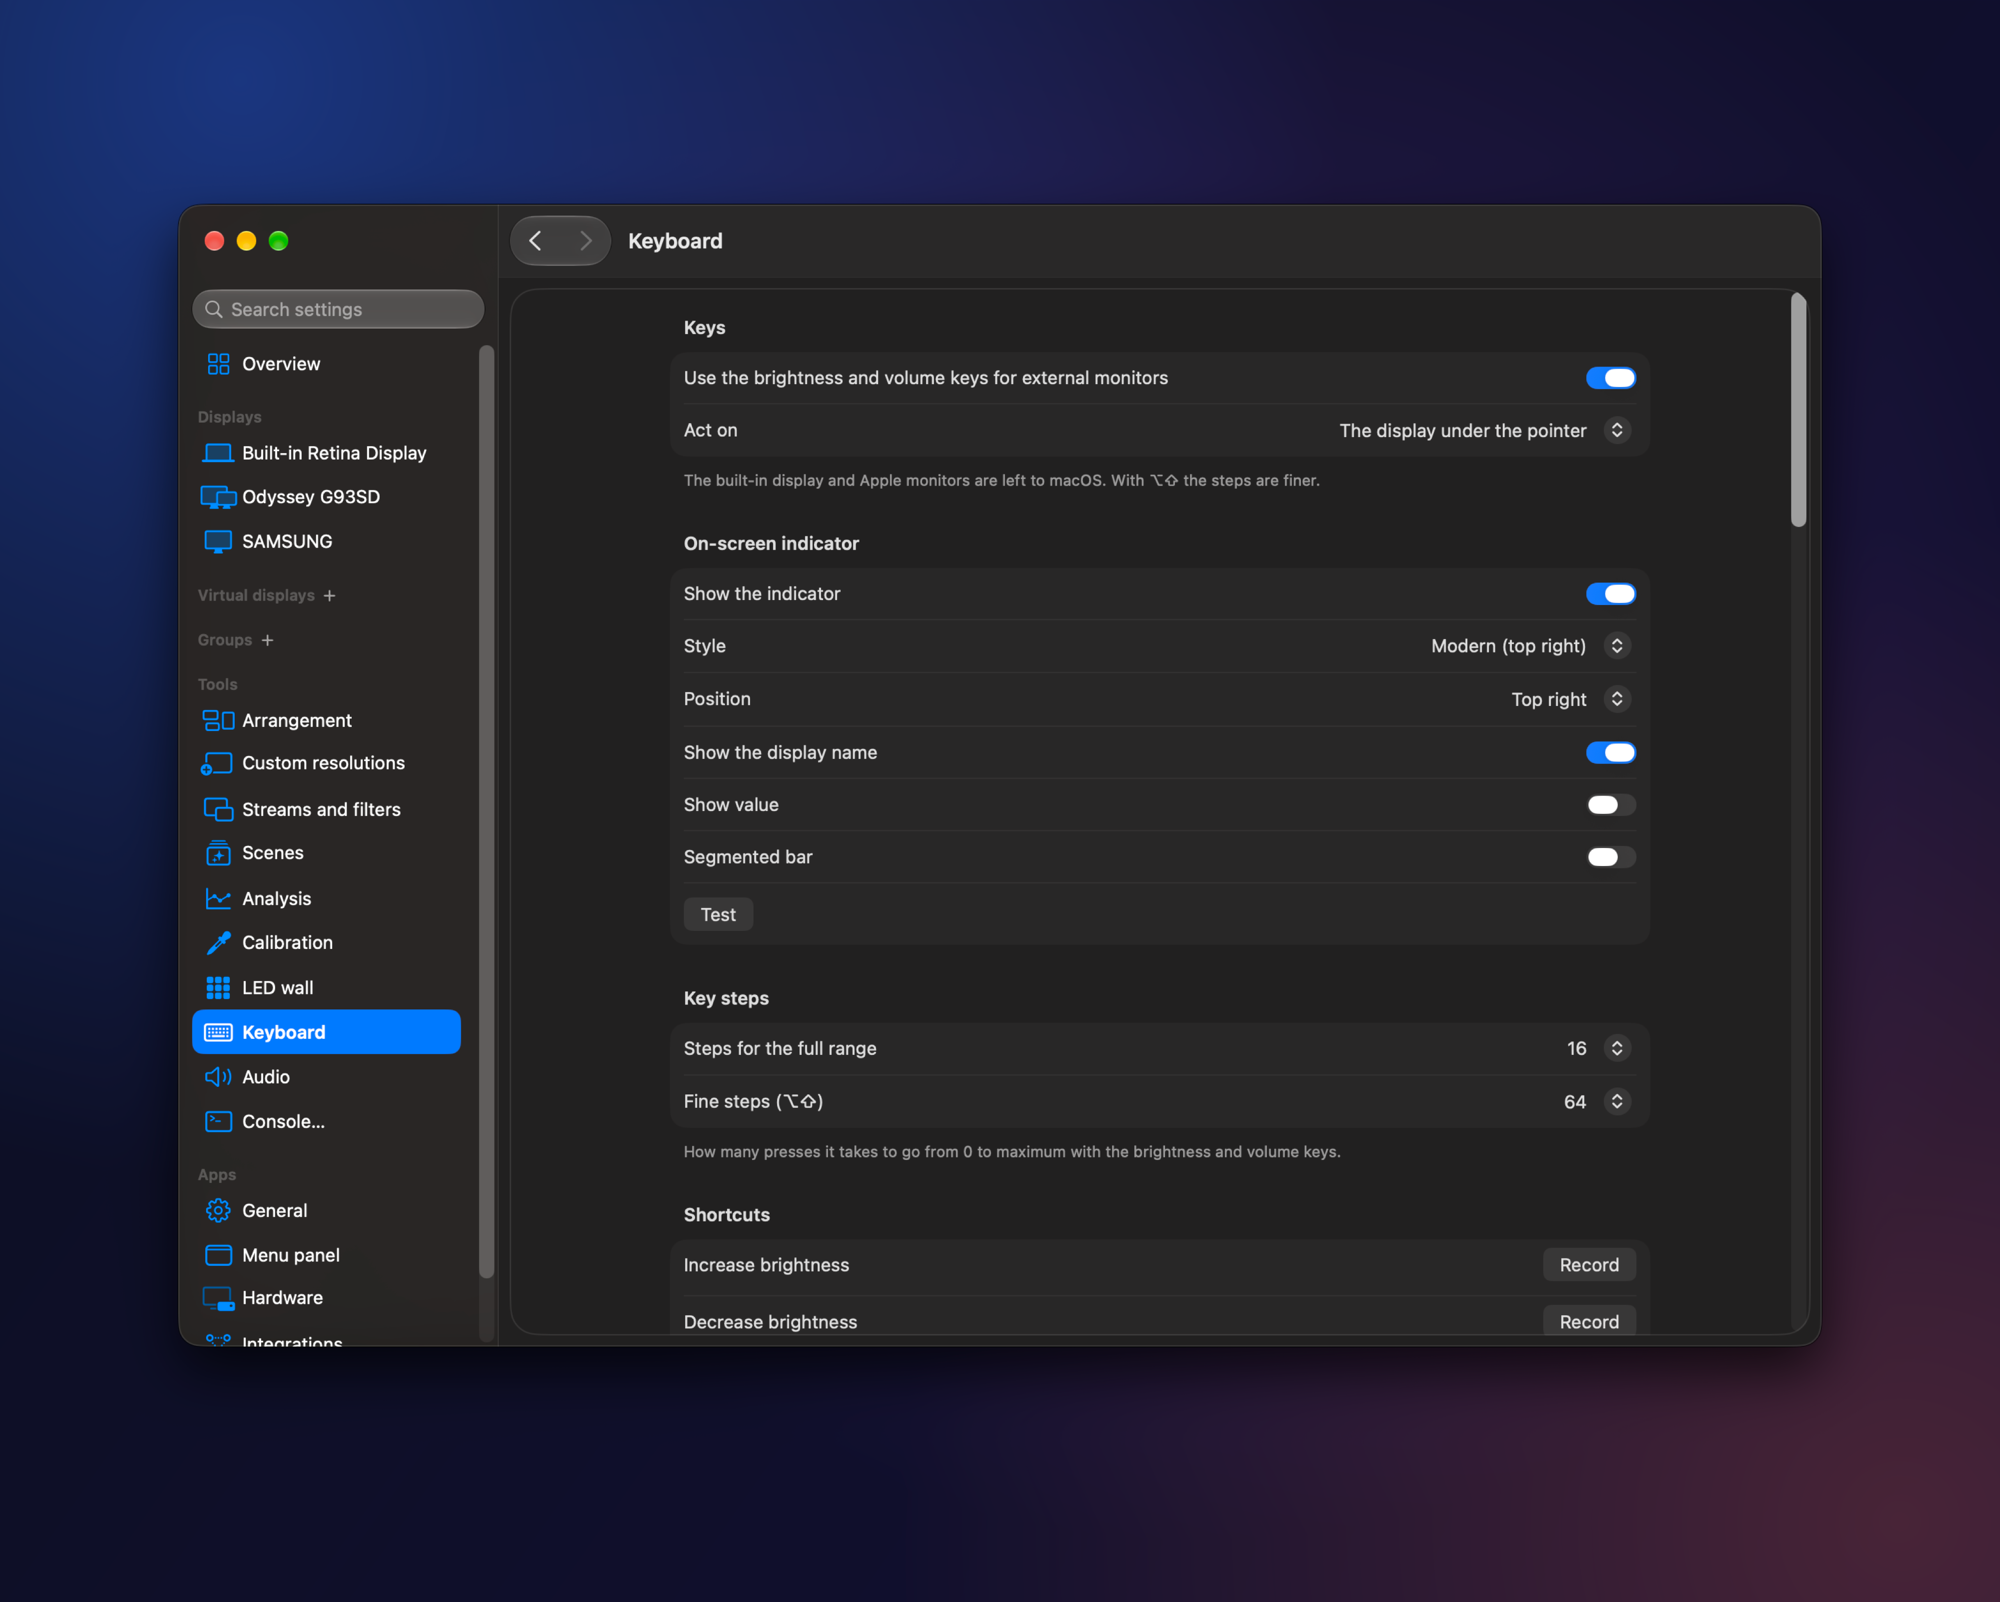 Keyboard
Search settings
Overview
Displays
Built-in Retina Display
Odyssey G93SD
SAMSUNG
Virtual displays +
Groups +
Tools
Arrangement
Custom resolutions
Streams and filters
Scenes
Analysis
Calibration
LED wall
Keyboard
Audio
Console...
Apps
General
Menu panel
Hardware
Integrations
Keys
Use the brightness and volume keys for external monitors
Act on
The display under the pointer
The built-in display and Apple monitors are left to macOS. With ⌥⇧ the steps are finer.
On-screen indicator
Show the indicator
Style
Modern (top right)
Position
Top right
Show the display name
Show value
Segmented bar
Test
Key steps
Steps for the full range
16
Fine steps (⌥⇧)
64
How many presses it takes to go from 0 to maximum with the brightness and volume keys.
Shortcuts
Increase brightness
Record
Decrease brightness
Record